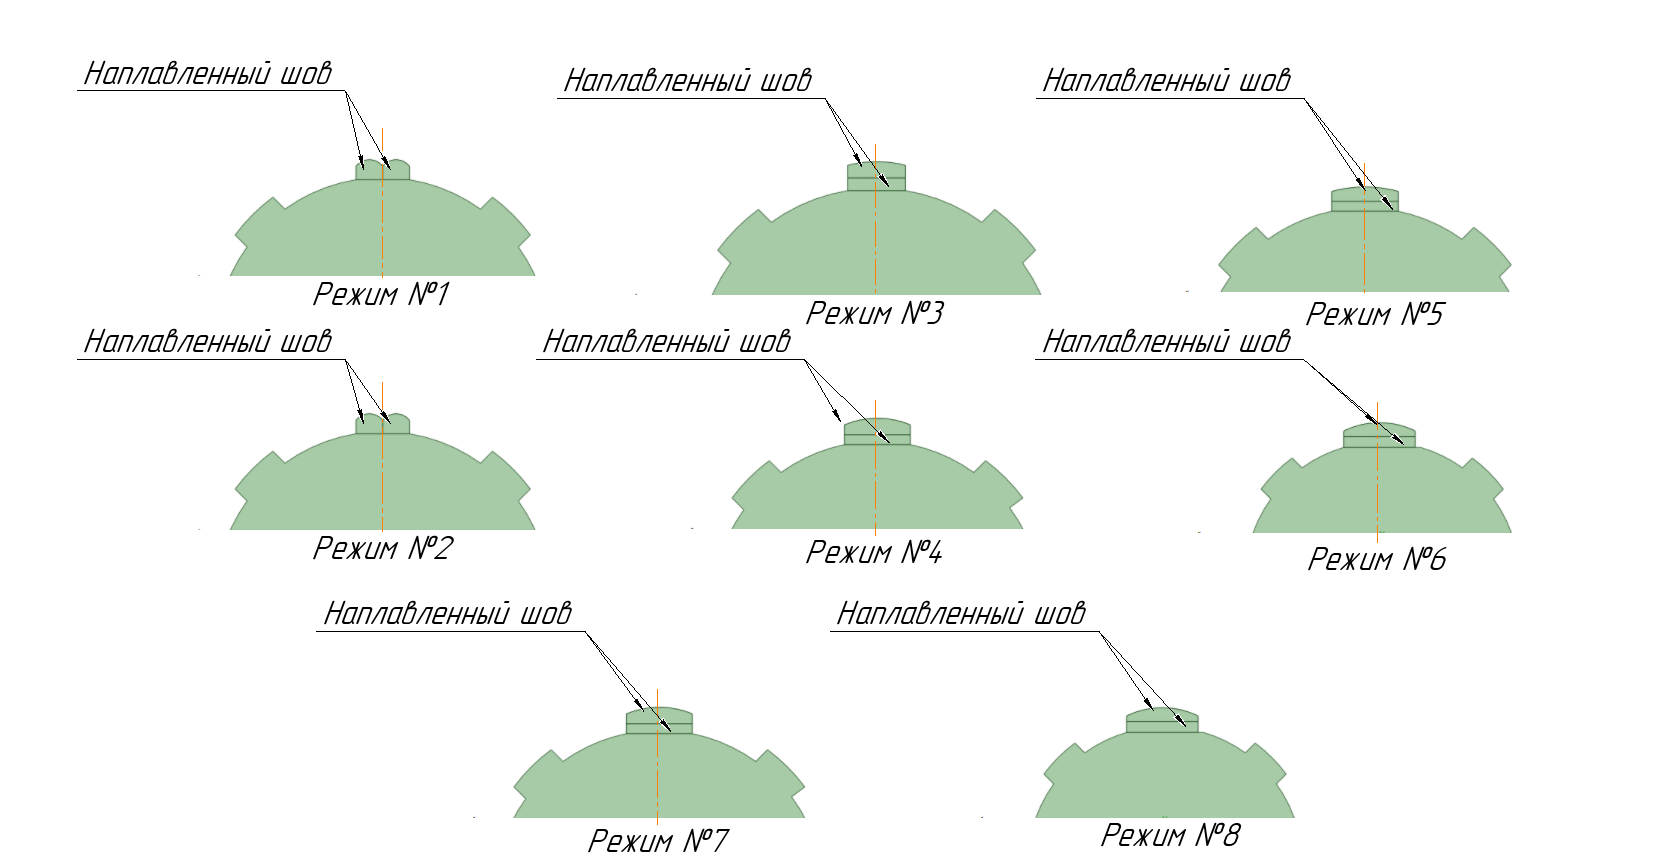 Наплавленный шов
Наплавленный шов
Наплавленный шов
Режим №1
Режим №3
Режим №5
Наплавленный шов
Наплавленный шов
Наплавленный шов
Режим №2
Режим №4
Режим №6
Наплавленный шов
Наплавленный шов
Режим №7
Режим №8